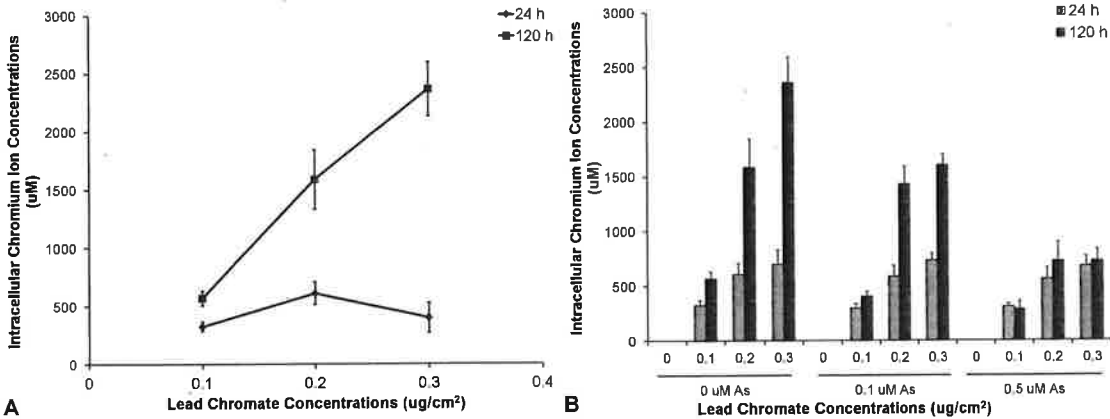 3000
2500
2000
1500
1000
500
0
Intracellular Chromium Ion Concentrations
(uM)
24 h
120 h
0
0.1
0.2
0.3
0.4
A
Lead Chromate Concentrations (ug/cm²)
3000
2500
2000
1500
1000
500
0
Intracellular Chromium Ion Concentrations
(uM)
24 h
120 h
0 0.1 0.2 0.3 0 0.1 0.2 0.3 0 0.1 0.2 0.3
0 uM As 0.1 uM As 0.5 uM As
B
Lead Chromate Concentrations (ug/cm²)